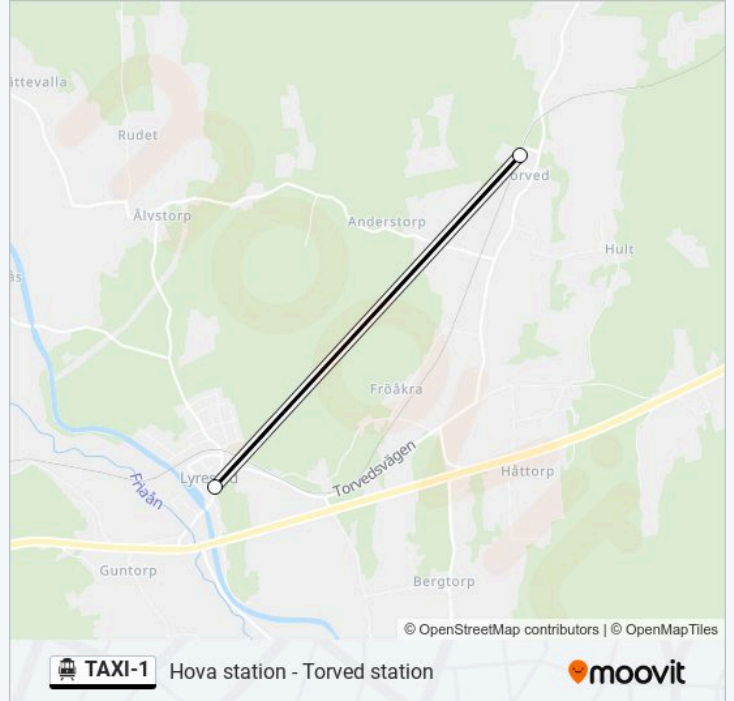 ättevalla
Rudet
Torved
Älvstorp
Anderstorp
Hult
ås
Fröåkra
Torvedsvägen
Håttorp
Lyrestad
Friaån
Guntorp
Bergtorp
© OpenStreetMap contributors | © OpenMapTiles
TAXI-1 Hova station - Torved station
moovit